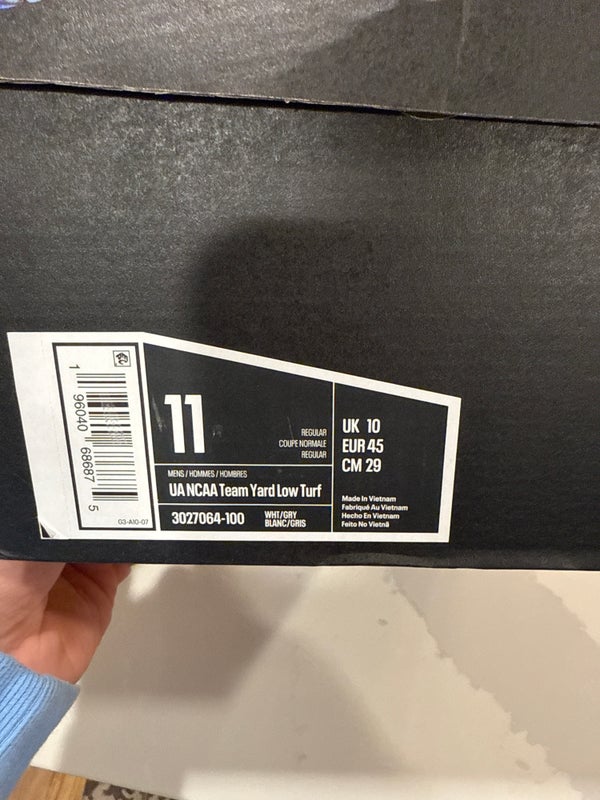 1 96040 68687 5
03-A10-07
11
REGULAR
COUPE NORMALE
REGULAR
MENS / HOMMES / HOMBRES
UA NCAA Team Yard Low Turf
3027064-100
WHT/GRY
BLANC/GRIS
UK 10
EUR 45
CM 29
Made In Vietnam
Fabriqué Au Vietnam
Hecho En Vietnam
Feito No Vietnã